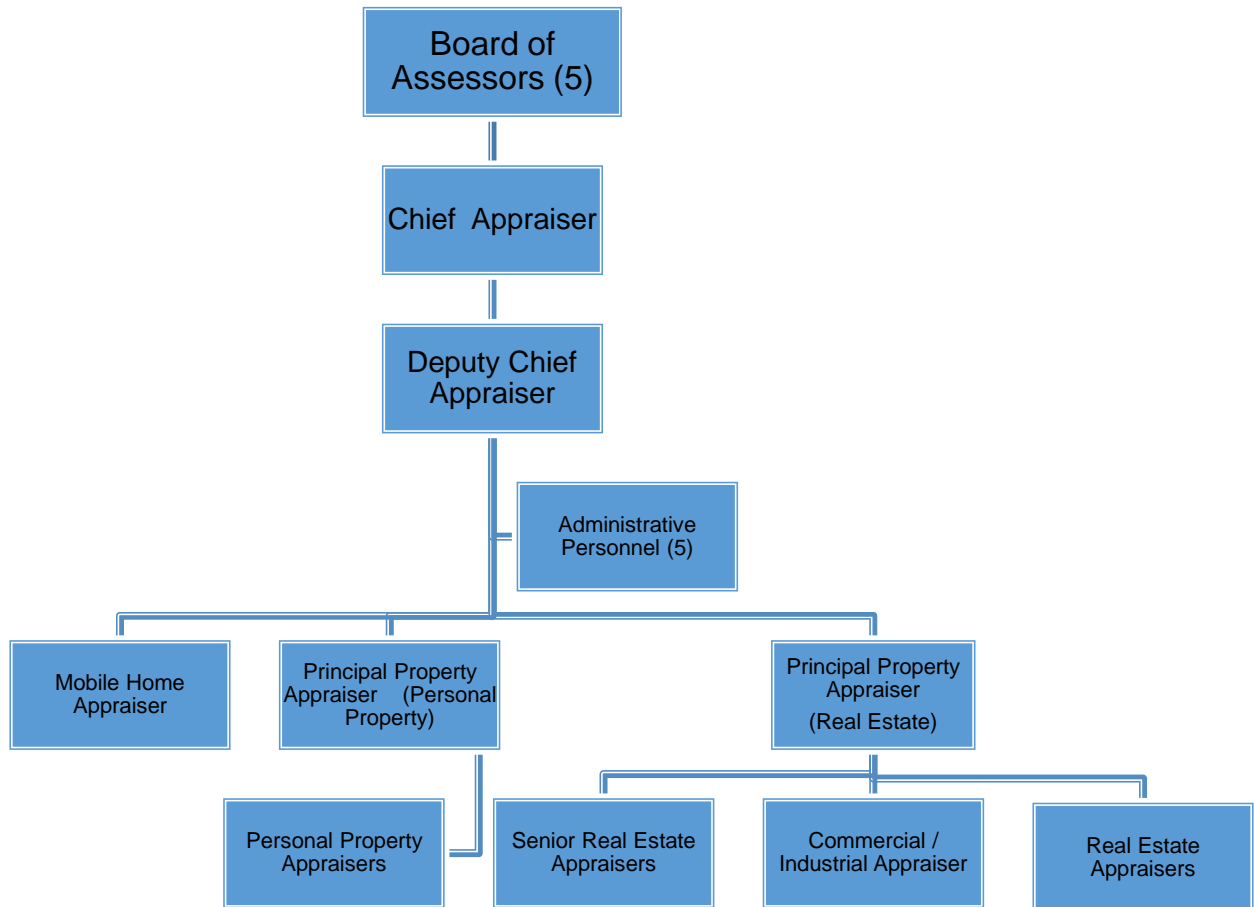 Board of
Assessors (5)
Chief Appraiser
Deputy Chief
Appraiser
Administrative
Personnel (5)
Mobile Home
Appraiser
Principal Property
Appraiser (Personal
Property)
Principal Property
Appraiser
(Real Estate)
Personal Property
Appraisers
Senior Real Estate
Appraisers
Commercial /
Industrial Appraiser
Real Estate
Appraisers